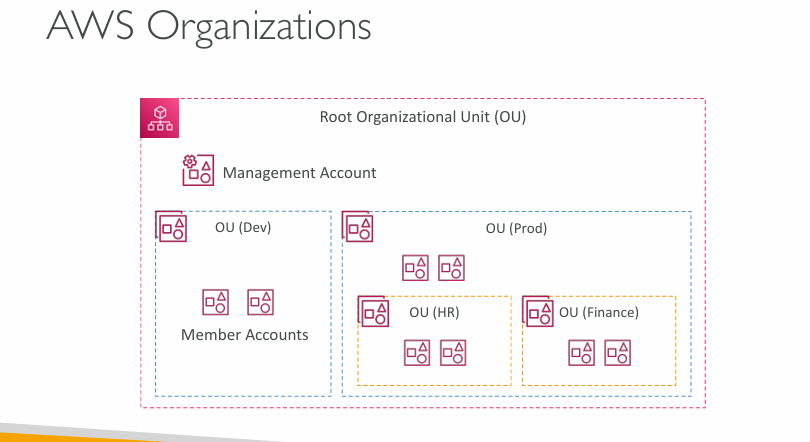 AWS Organizations
Root Organizational Unit (OU)
Management Account
OU (Dev)
OU (Prod)
Member Accounts
OU (HR)
OU (Finance)